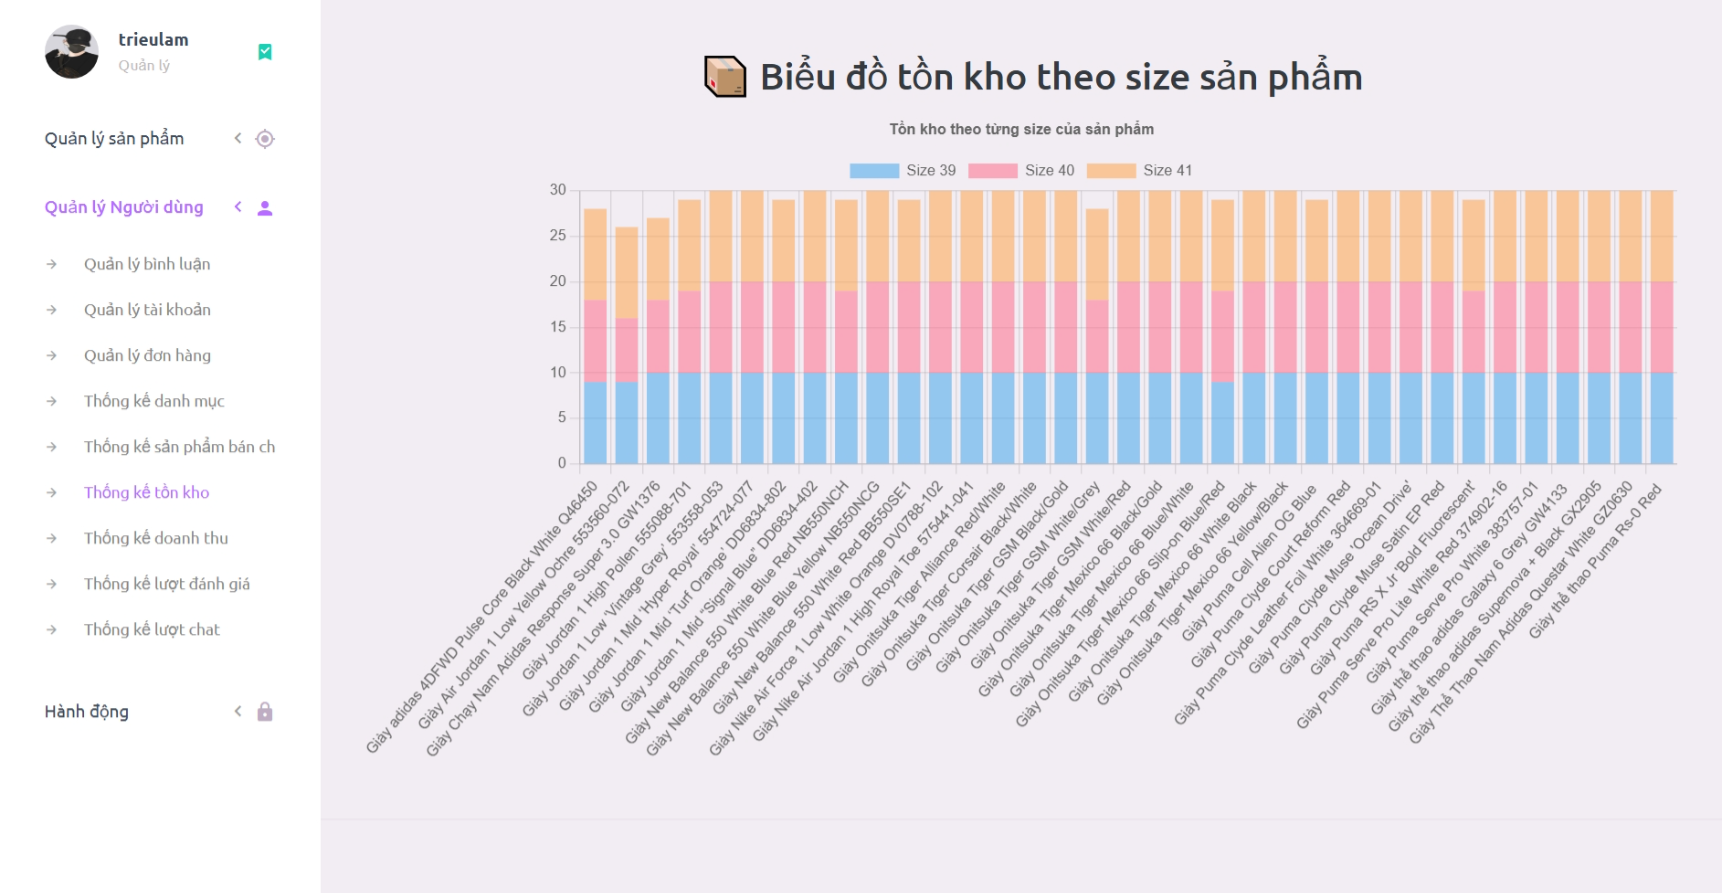 trieulam
Quản lý
Quản lý sản phẩm
Quản lý Người dùng
Quản lý bình luận
Quản lý tài khoản
Quản lý đơn hàng
Thống kê danh mục
Thống kê sản phẩm bán ch
Thống kê tồn kho
Thống kê doanh thu
Thống kê lượt đánh giá
Thống kê lượt chat
Hành động
Biểu đồ tồn kho theo size sản phẩm
Tồn kho theo từng size của sản phẩm
Size 39
Size 40
Size 41
30
25
20
15
10
5
0
Giày adidas 4DFWD Pulse Core Black White Q46450
Giày Air Jordan 1 Low Yellow Ochre 553560-072
Giày Chạy Nam Adidas Response Super 3.0 GW1376
Giày Jordan 1 High Pollen 555088-701
Giày Jordan 1 Low 'Vintage Grey' 553558-053
Giày Jordan 1 Mid 'Hyper Royal' 554724-077
Giày Jordan 1 Mid 'Turf Orange' DD6834-802
Giày Jordan 1 Mid “Signal Blue” DD6834-402
Giày New Balance 550 White Blue Red NB550NCH
Giày New Balance 550 White Blue Yellow NB550NCG
Giày New Balance 550 White Red BB550SE1
Giày Nike Air Force 1 Low White Orange DV0788-102
Giày Nike Air Jordan 1 High Royal Toe 575441-041
Giày Onitsuka Tiger Alliance Red/White
Giày Onitsuka Tiger Corsair Black/White
Giày Onitsuka Tiger GSM Black/Gold
Giày Onitsuka Tiger GSM White/Grey
Giày Onitsuka Tiger GSM White/Red
Giày Onitsuka Tiger Mexico 66 Black/Gold
Giày Onitsuka Tiger Mexico 66 Blue/White
Giày Onitsuka Tiger Mexico 66 Slip-on Blue/Red
Giày Onitsuka Tiger Mexico 66 White Black
Giày Onitsuka Tiger Mexico 66 Yellow/Black
Giày Puma Cell Alien OG Blue
Giày Puma Clyde Court Reform Red
Giày Puma Clyde Leather Foil White 364669-01
Giày Puma Clyde Muse 'Ocean Drive'
Giày Puma Clyde Muse Satin EP Red
Giày Puma RS X Jr 'Bold Fluorescent'
Giày Puma Serve Pro Lite White Red 374902-16
Giày Puma Serve Pro White 383757-01
Giày thể thao adidas Galaxy 6 Grey GW4133
Giày thể thao adidas Supernova + Black GX2905
Giày Thể Thao Nam Adidas Questar White GZ0630
Giày thể thao Puma Rs-0 Red